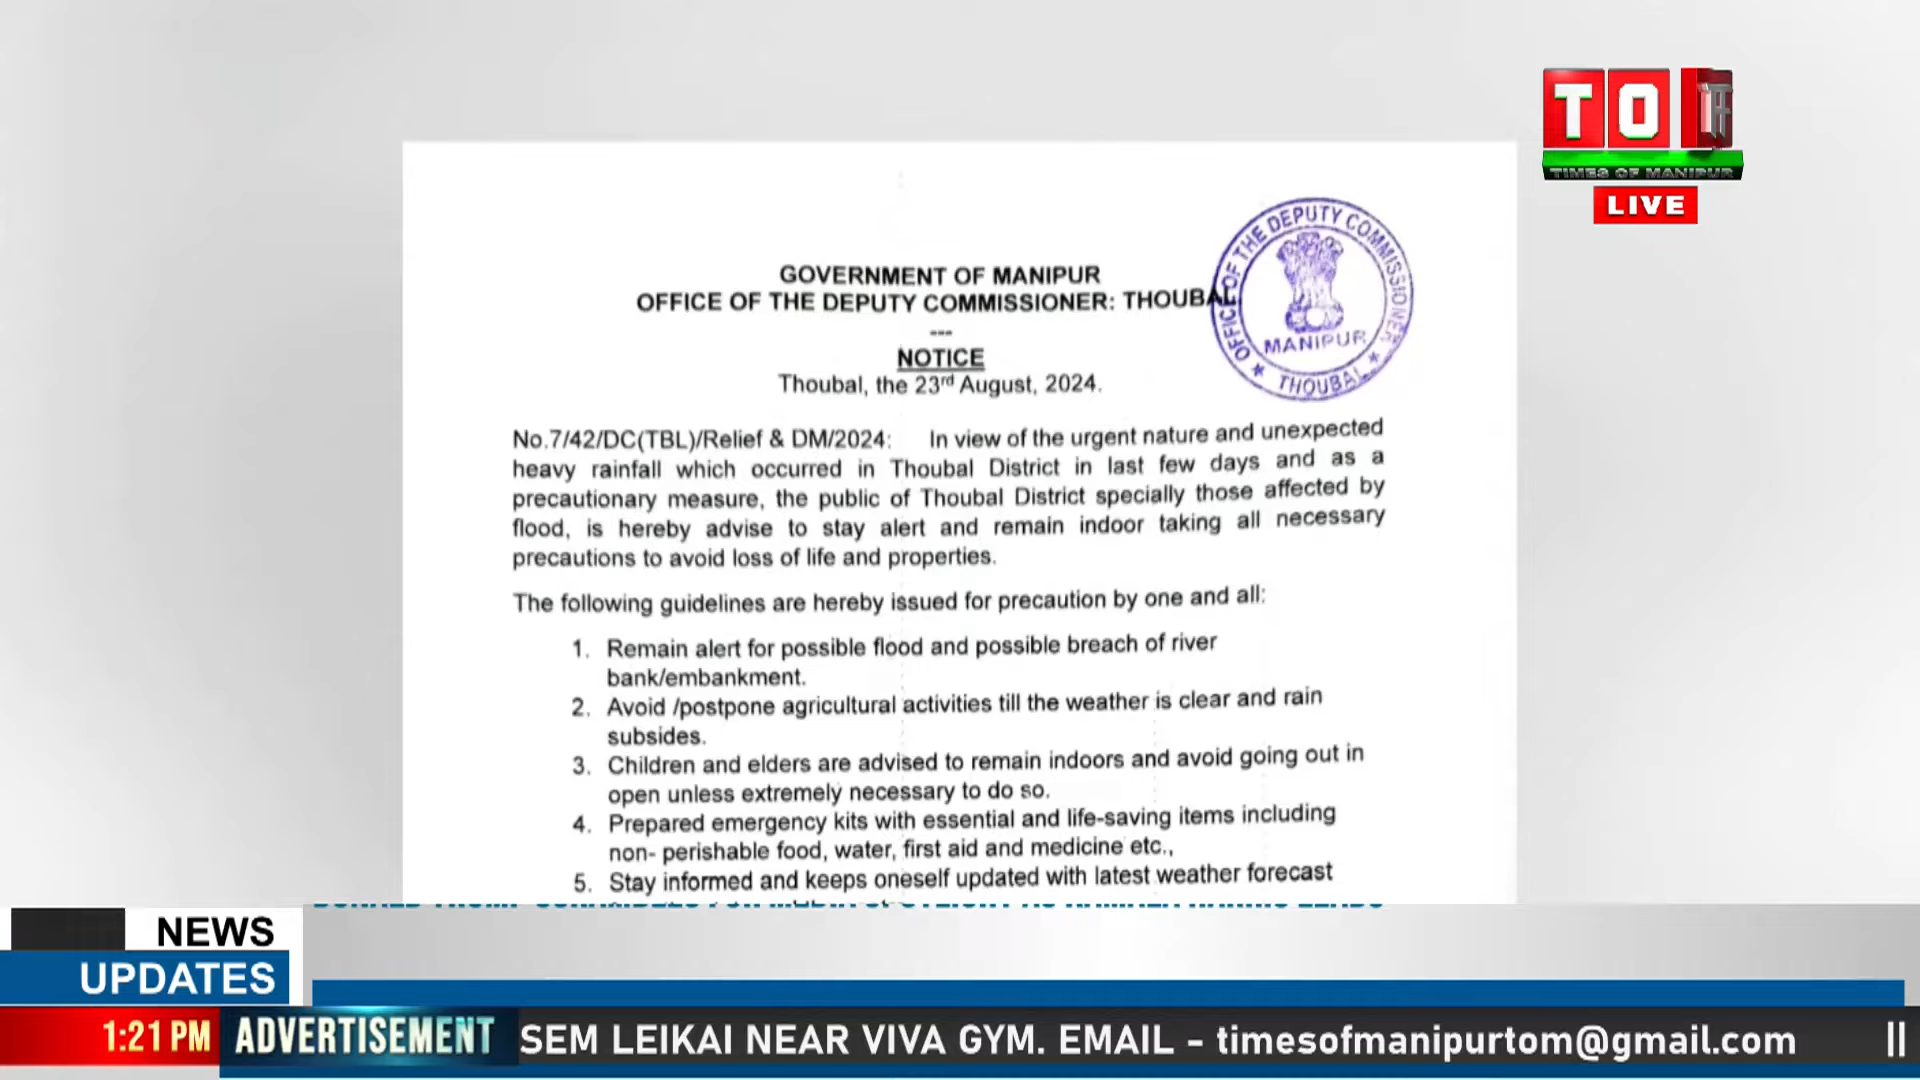 TO
TIMES OF MANIPUR
LIVE
OFFICE OF THE DEPUTY COMMISSIONER
MANIPUR
★ THOUBAL ★
GOVERNMENT OF MANIPUR
OFFICE OF THE DEPUTY COMMISSIONER: THOUBAL
---
NOTICE
Thoubal, the 23rd August, 2024.
No.7/42/DC(TBL)/Relief & DM/2024: In view of the urgent nature and unexpected
heavy rainfall which occurred in Thoubal District in last few days and as a
precautionary measure, the public of Thoubal District specially those affected by
flood, is hereby advise to stay alert and remain indoor taking all necessary
precautions to avoid loss of life and properties.
The following guidelines are hereby issued for precaution by one and all:
1. Remain alert for possible flood and possible breach of river
bank/embankment.
2. Avoid /postpone agricultural activities till the weather is clear and rain
subsides.
3. Children and elders are advised to remain indoors and avoid going out in
open unless extremely necessary to do so.
4. Prepared emergency kits with essential and life-saving items including
non- perishable food, water, first aid and medicine etc.,
5. Stay informed and keeps oneself updated with latest weather forecast
NEWS
UPDATES
1:21 PM ADVERTISEMENT SEM LEIKAI NEAR VIVA GYM. EMAIL - timesofmanipurtom@gmail.com ||